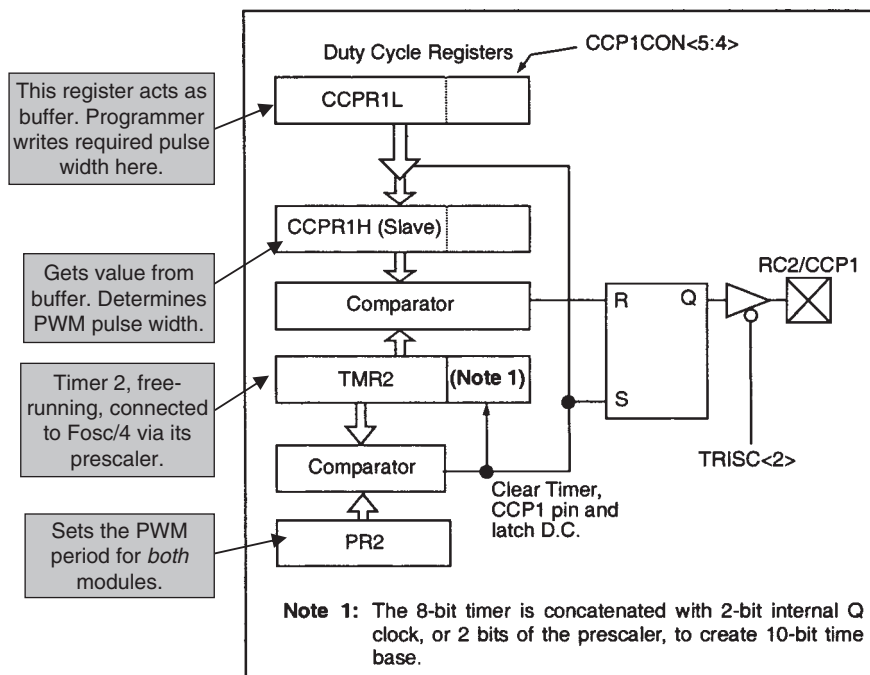 Duty Cycle Registers
CCP1CON<5:4>
This register acts as
buffer. Programmer
writes required pulse
width here.
CCPR1L
CCPR1H (Slave)
Gets value from
buffer. Determines
PWM pulse width.
Comparator
R
Q
S
RC2/CCP1
TRISC<2>
Timer 2, free-
running, connected
to Fosc/4 via its
prescaler.
TMR2
(Note 1)
Comparator
Clear Timer,
CCP1 pin and
latch D.C.
Sets the PWM
period for both
modules.
PR2
Note 1: The 8-bit timer is concatenated with 2-bit internal Q
clock, or 2 bits of the prescaler, to create 10-bit time
base.